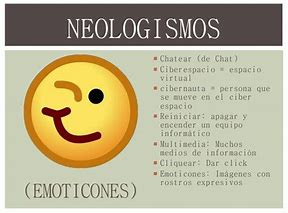 NEOLOGISMOS
Chatear (de Chat)
Ciberespacio = espacio
virtual
cibernauta = persona que
se mueve en el ciber
espacio
Reiniciar: apagar y
encender un equipo
informático
Multimedia: Muchos
medios de información
Cliquear: Dar click
Emoticones: Imágenes con
rostros expresivos
(EMOTICONES)